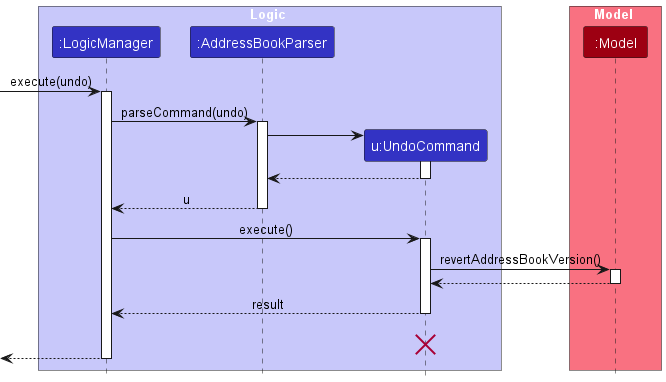 Logic
Model
:LogicManager
:AddressBookParser
:Model
execute(undo)
parseCommand(undo)
u:UndoCommand
u
execute()
revertAddressBookVersion()
result